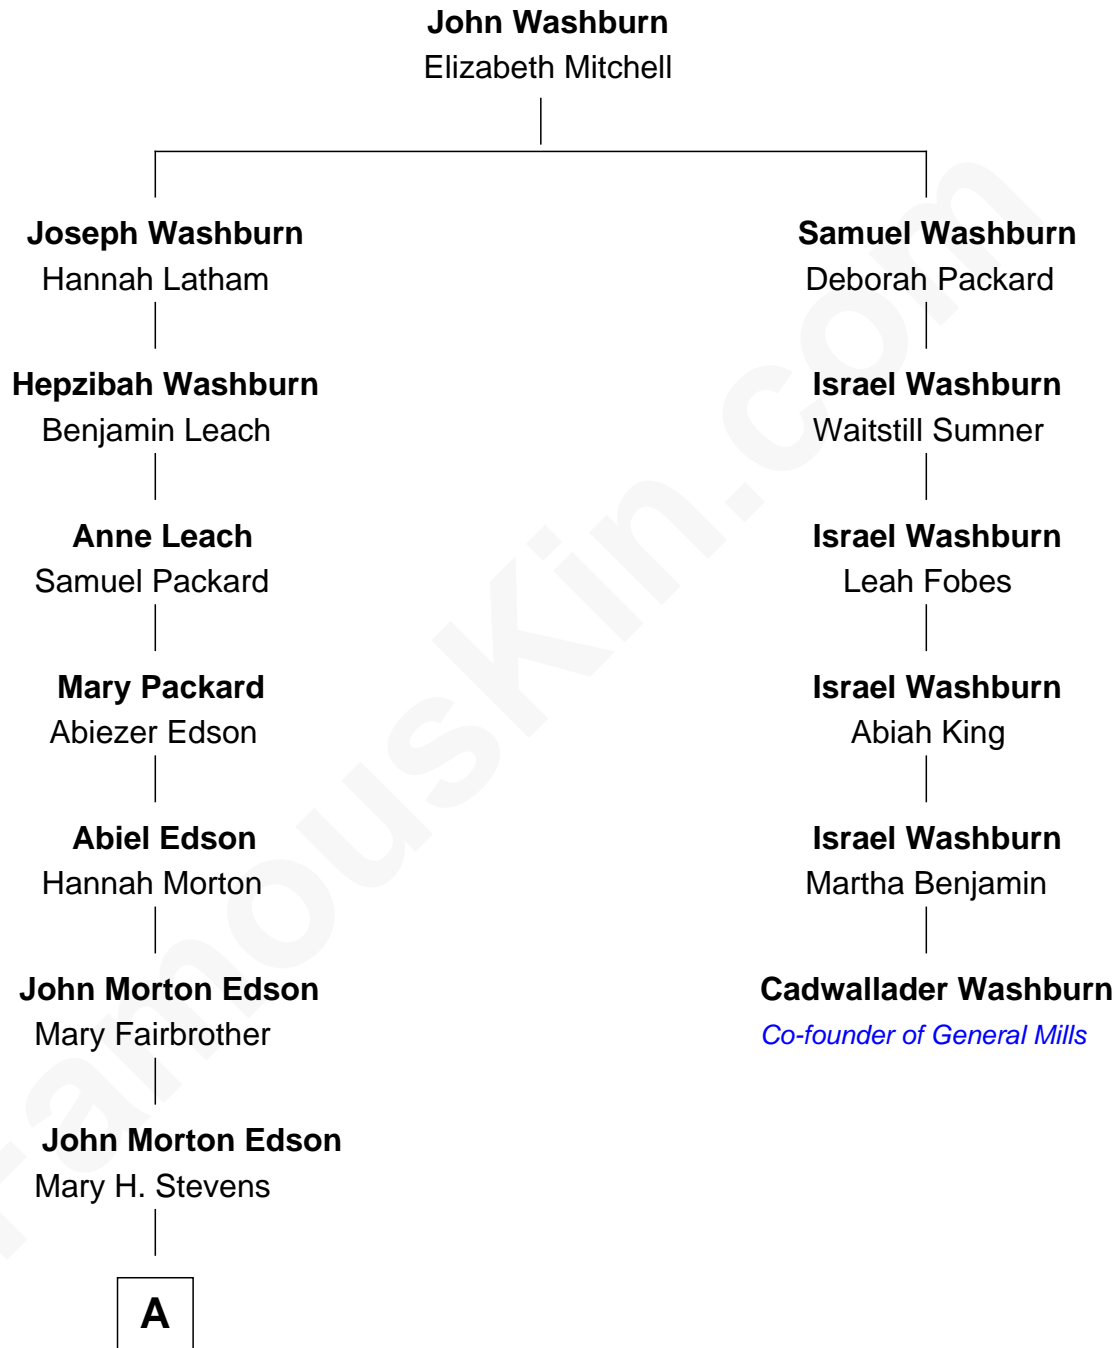 John Washburn
Elizabeth Mitchell
Joseph Washburn
Hannah Latham
Samuel Washburn
Deborah Packard
Hepzibah Washburn
Benjamin Leach
Israel Washburn
Waitstill Sumner
Anne Leach
Samuel Packard
Israel Washburn
Leah Fobes
Mary Packard
Abiezer Edson
Israel Washburn
Abiah King
Abiel Edson
Hannah Morton
Israel Washburn
Martha Benjamin
John Morton Edson
Mary Fairbrother
Cadwallader Washburn
Co-founder of General Mills
John Morton Edson
Mary H. Stevens
A
FamousKin.com